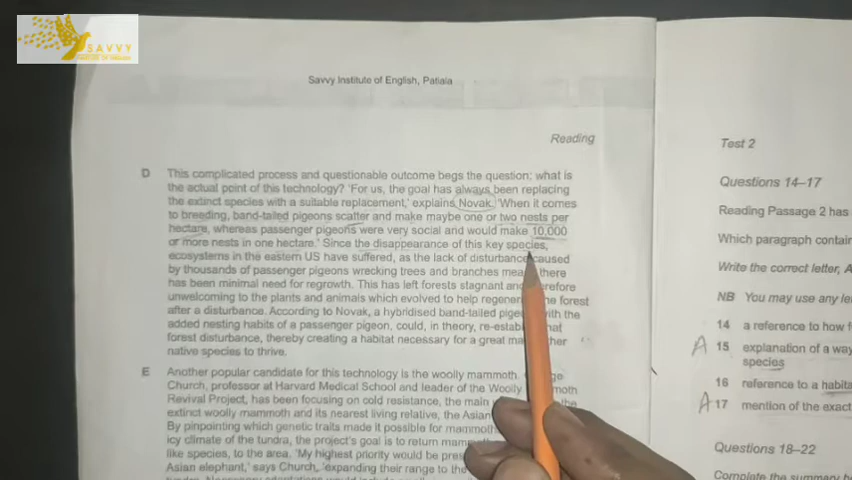 SAVVY
Savvy Institute of English, Patiala
Reading
D This complicated process and questionable outcome begs the question: what is
the actual point of this technology? 'For us, the goal has always been replacing
the extinct species with a suitable replacement,' explains Novak. 'When it comes
to breeding, band-tailed pigeons scatter and make maybe one or two nests per
hectare, whereas passenger pigeons were very social and would make 10,000
or more nests in one hectare.' Since the disappearance of this key species,
ecosystems in the eastern US have suffered, as the lack of disturbance caused
by thousands of passenger pigeons wrecking trees and branches means there
has been minimal need for regrowth. This has left forests stagnant and therefore
unwelcoming to the plants and animals which evolved to help regenerate the forest
after a disturbance. According to Novak, a hybridised band-tailed pigeon, with the
added nesting habits of a passenger pigeon, could, in theory, re-establish that
forest disturbance, thereby creating a habitat necessary for a great many other
native species to thrive.
E Another popular candidate for this technology is the woolly mammoth. George
Church, professor at Harvard Medical School and leader of the Woolly Mammoth
Revival Project, has been focusing on cold resistance, the main way in which the
extinct woolly mammoth and its nearest living relative, the Asian
By pinpointing which genetic traits made it possible for mammoths
icy climate of the tundra, the project's goal is to return mammoths
like species, to the area. 'My highest priority would be pres
Asian elephant,' says Church, 'expanding their range to the
Test 2
Questions 14–17
Reading Passage 2 has
Which paragraph contain
Write the correct letter, A
NB You may use any le
14 a reference to how f
A 15 explanation of a way
species
16 reference to a habita
A 17 mention of the exact
Questions 18–22
Complete the summary